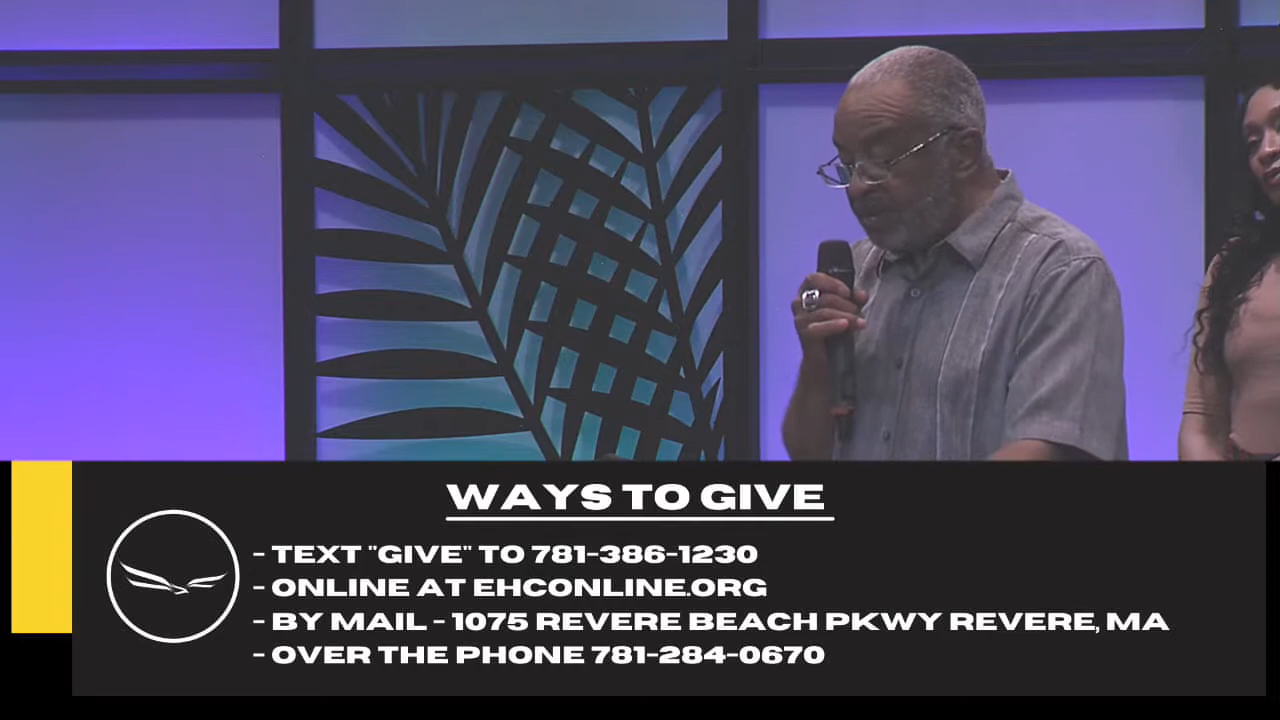 WAYS TO GIVE
- TEXT "GIVE" TO 781-386-1230
- ONLINE AT EHCONLINE.ORG
- BY MAIL - 1075 REVERE BEACH PKWY REVERE, MA
- OVER THE PHONE 781-284-0670